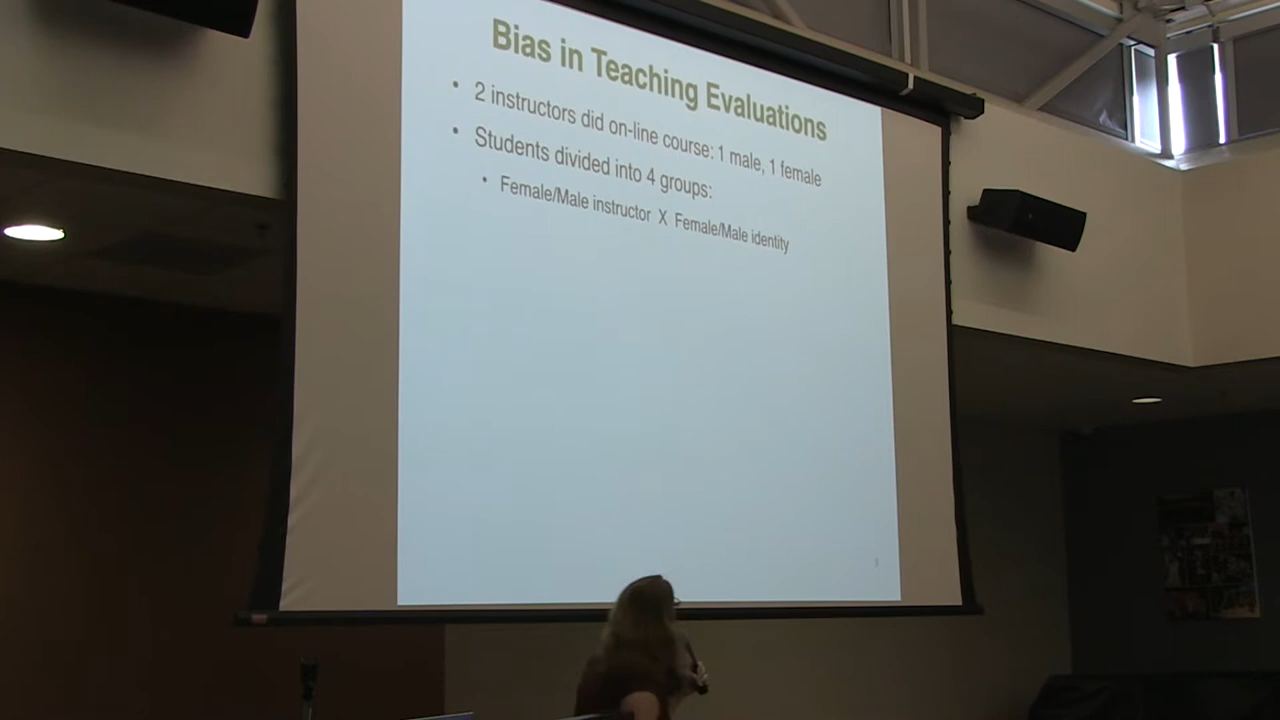 Bias in Teaching Evaluations
• 2 instructors did on-line course: 1 male, 1 female
• Students divided into 4 groups:
• Female/Male instructor X Female/Male identity